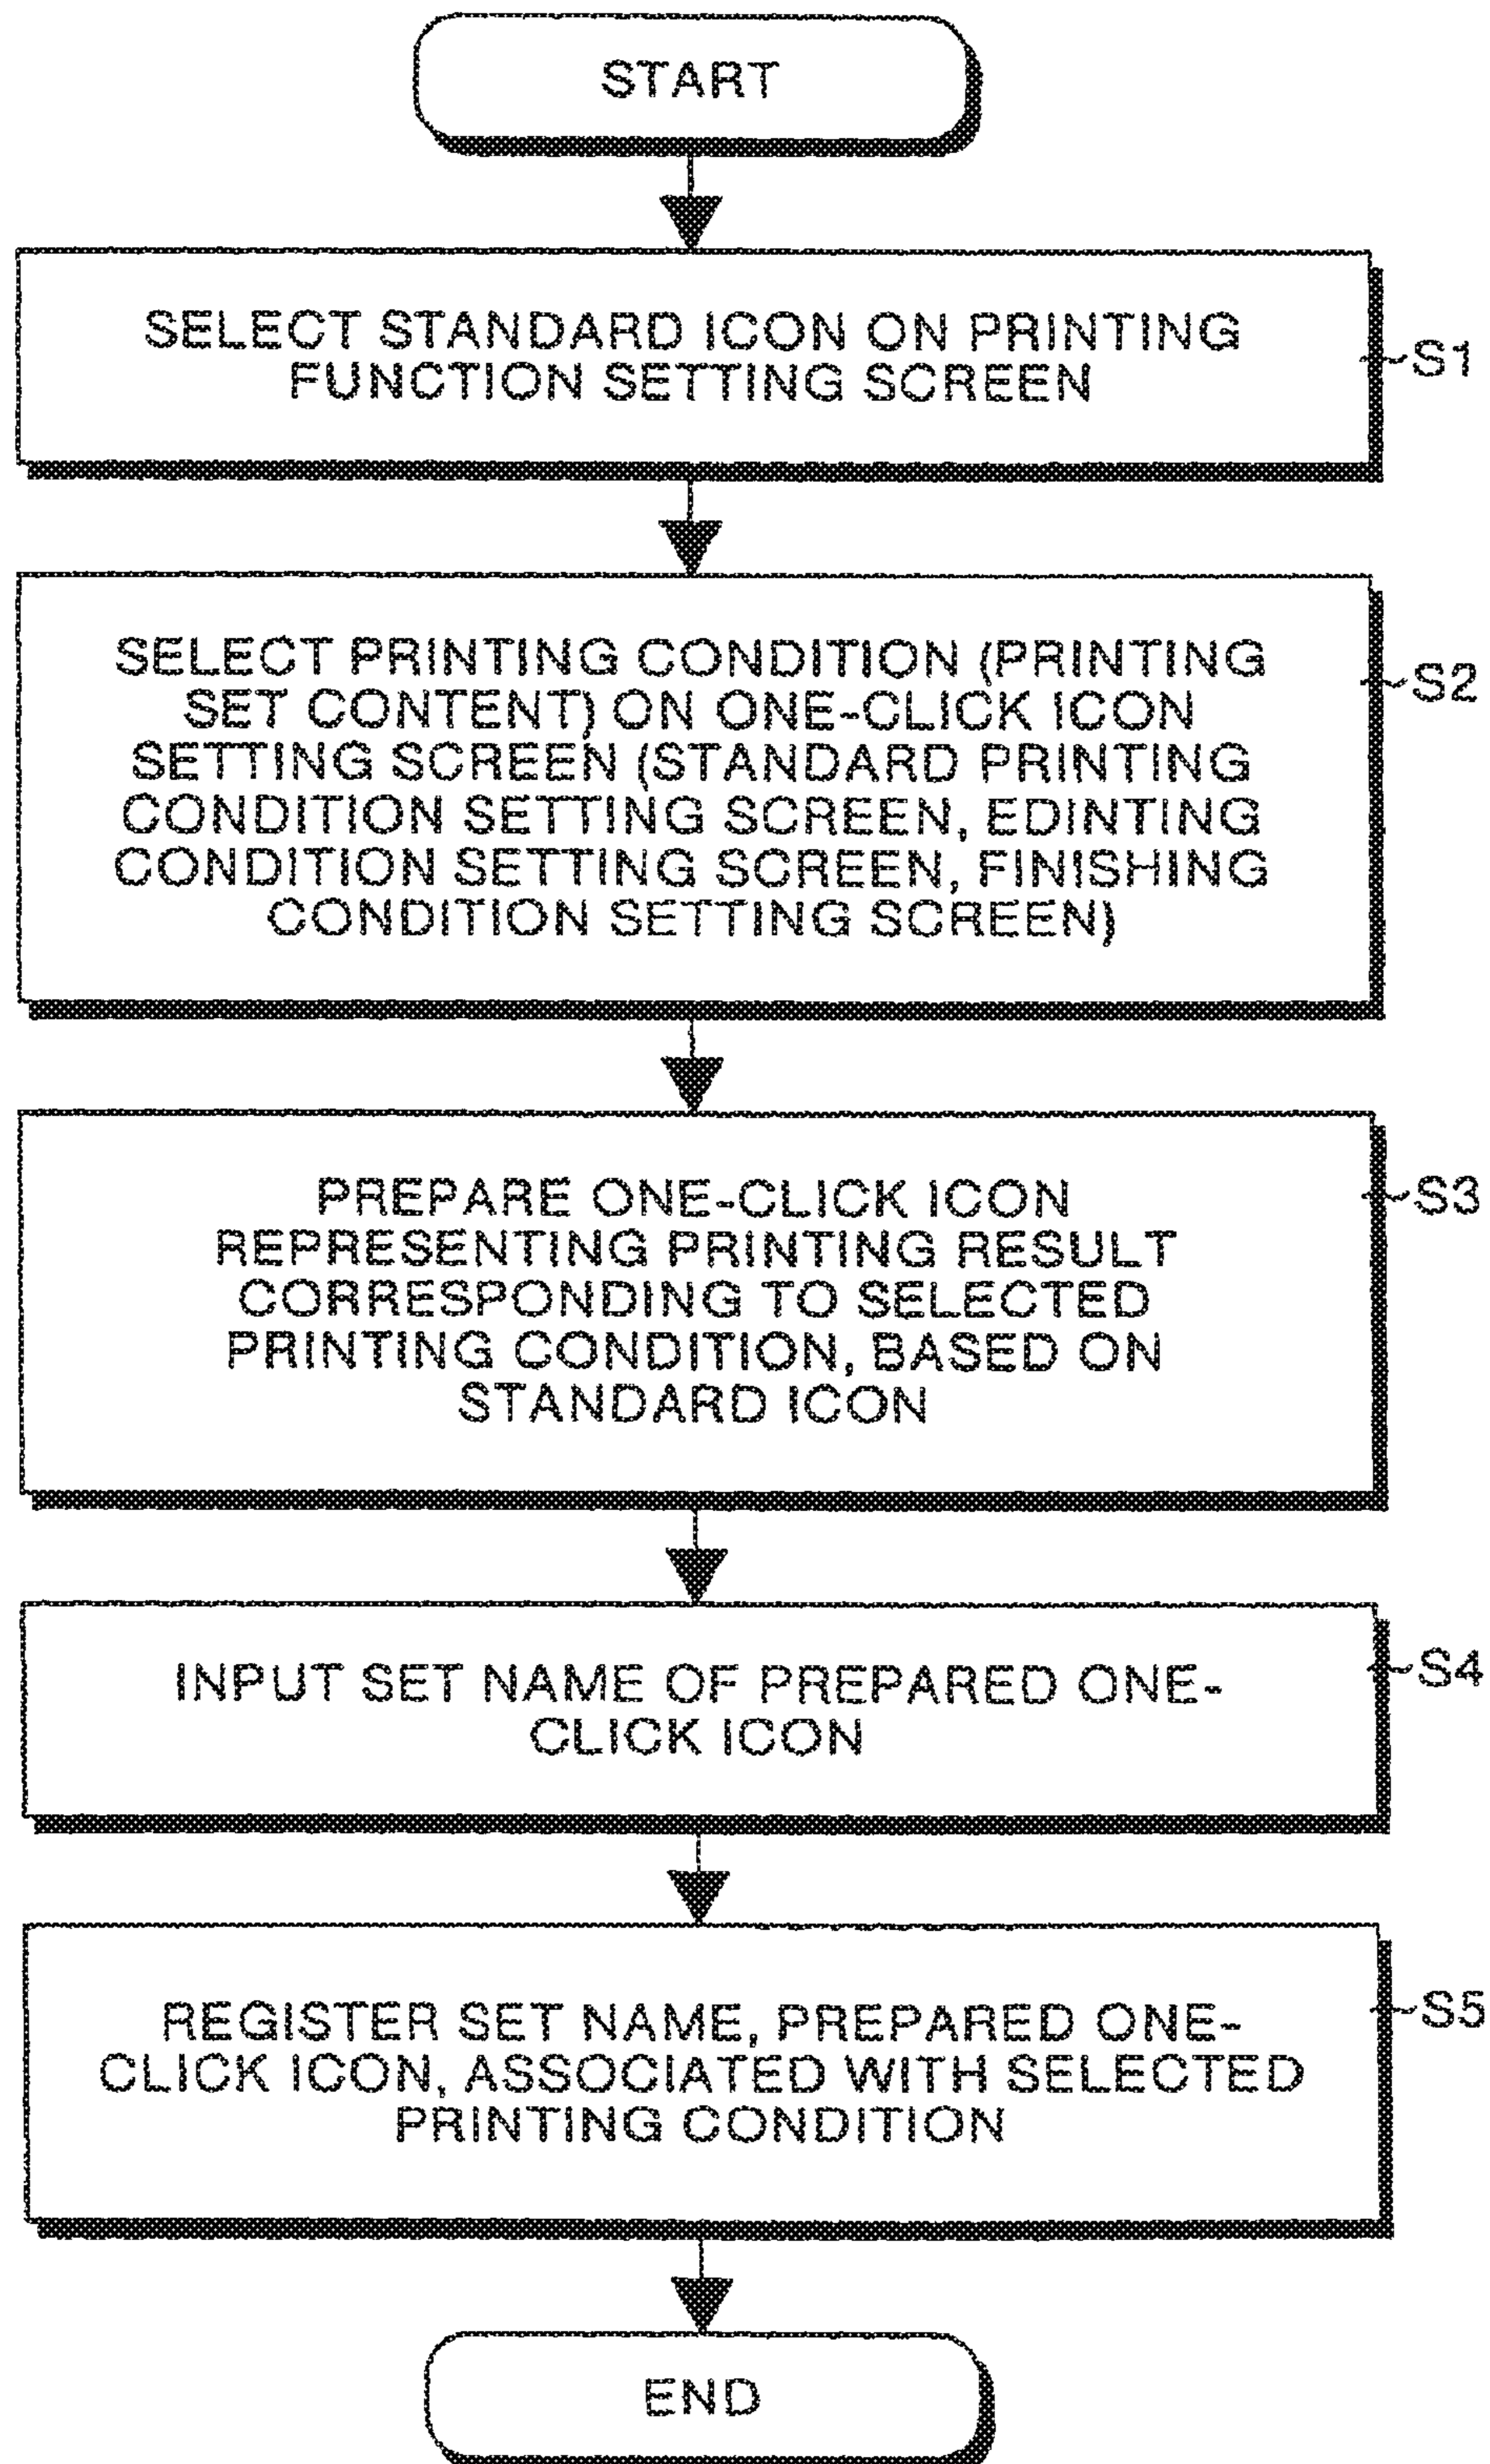 START
SELECT STANDARD ICON ON PRINTING
FUNCTION SETTING SCREEN
S1
SELECT PRINTING CONDITION (PRINTING
SET CONTENT) ON ONE-CLICK ICON
SETTING SCREEN (STANDARD PRINTING
CONDITION SETTING SCREEN, EDINTING
CONDITION SETTING SCREEN, FINISHING
CONDITION SETTING SCREEN)
S2
PREPARE ONE-CLICK ICON
REPRESENTING PRINTING RESULT
CORRESPONDING TO SELECTED
PRINTING CONDITION, BASED ON
STANDARD ICON
S3
INPUT SET NAME OF PREPARED ONE-
CLICK ICON
S4
REGISTER SET NAME, PREPARED ONE-
CLICK ICON, ASSOCIATED WITH SELECTED
PRINTING CONDITION
S5
END